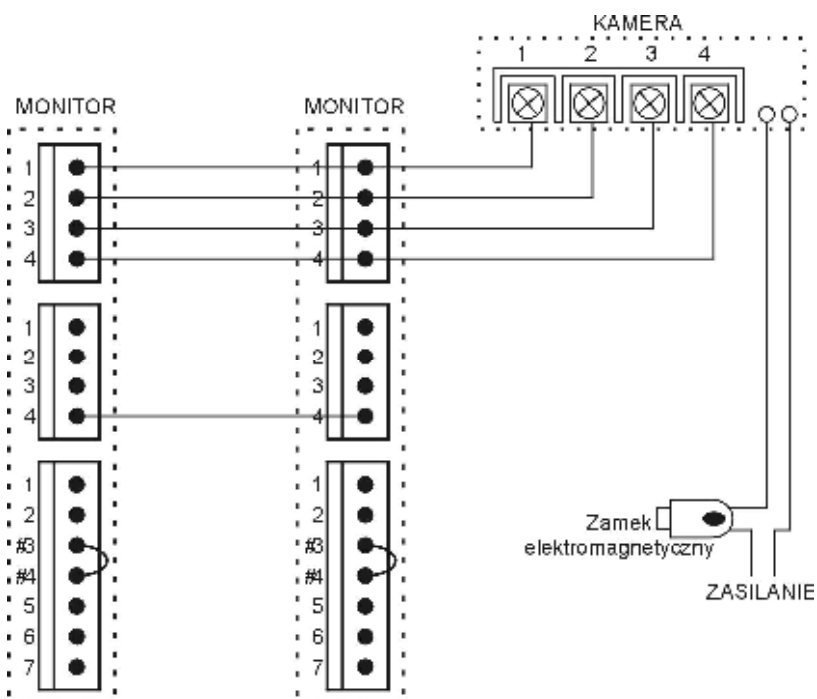 KAMERA
1 2 3 4
MONITOR MONITOR
1 1
2 2
3 3
4 4
1 1
2 2
3 3
4 4
1 1
2 2
#3 #3
#4 #4
5 5
6 6
7 7
Zamek
elektromagnetyczny
ZASILANIE